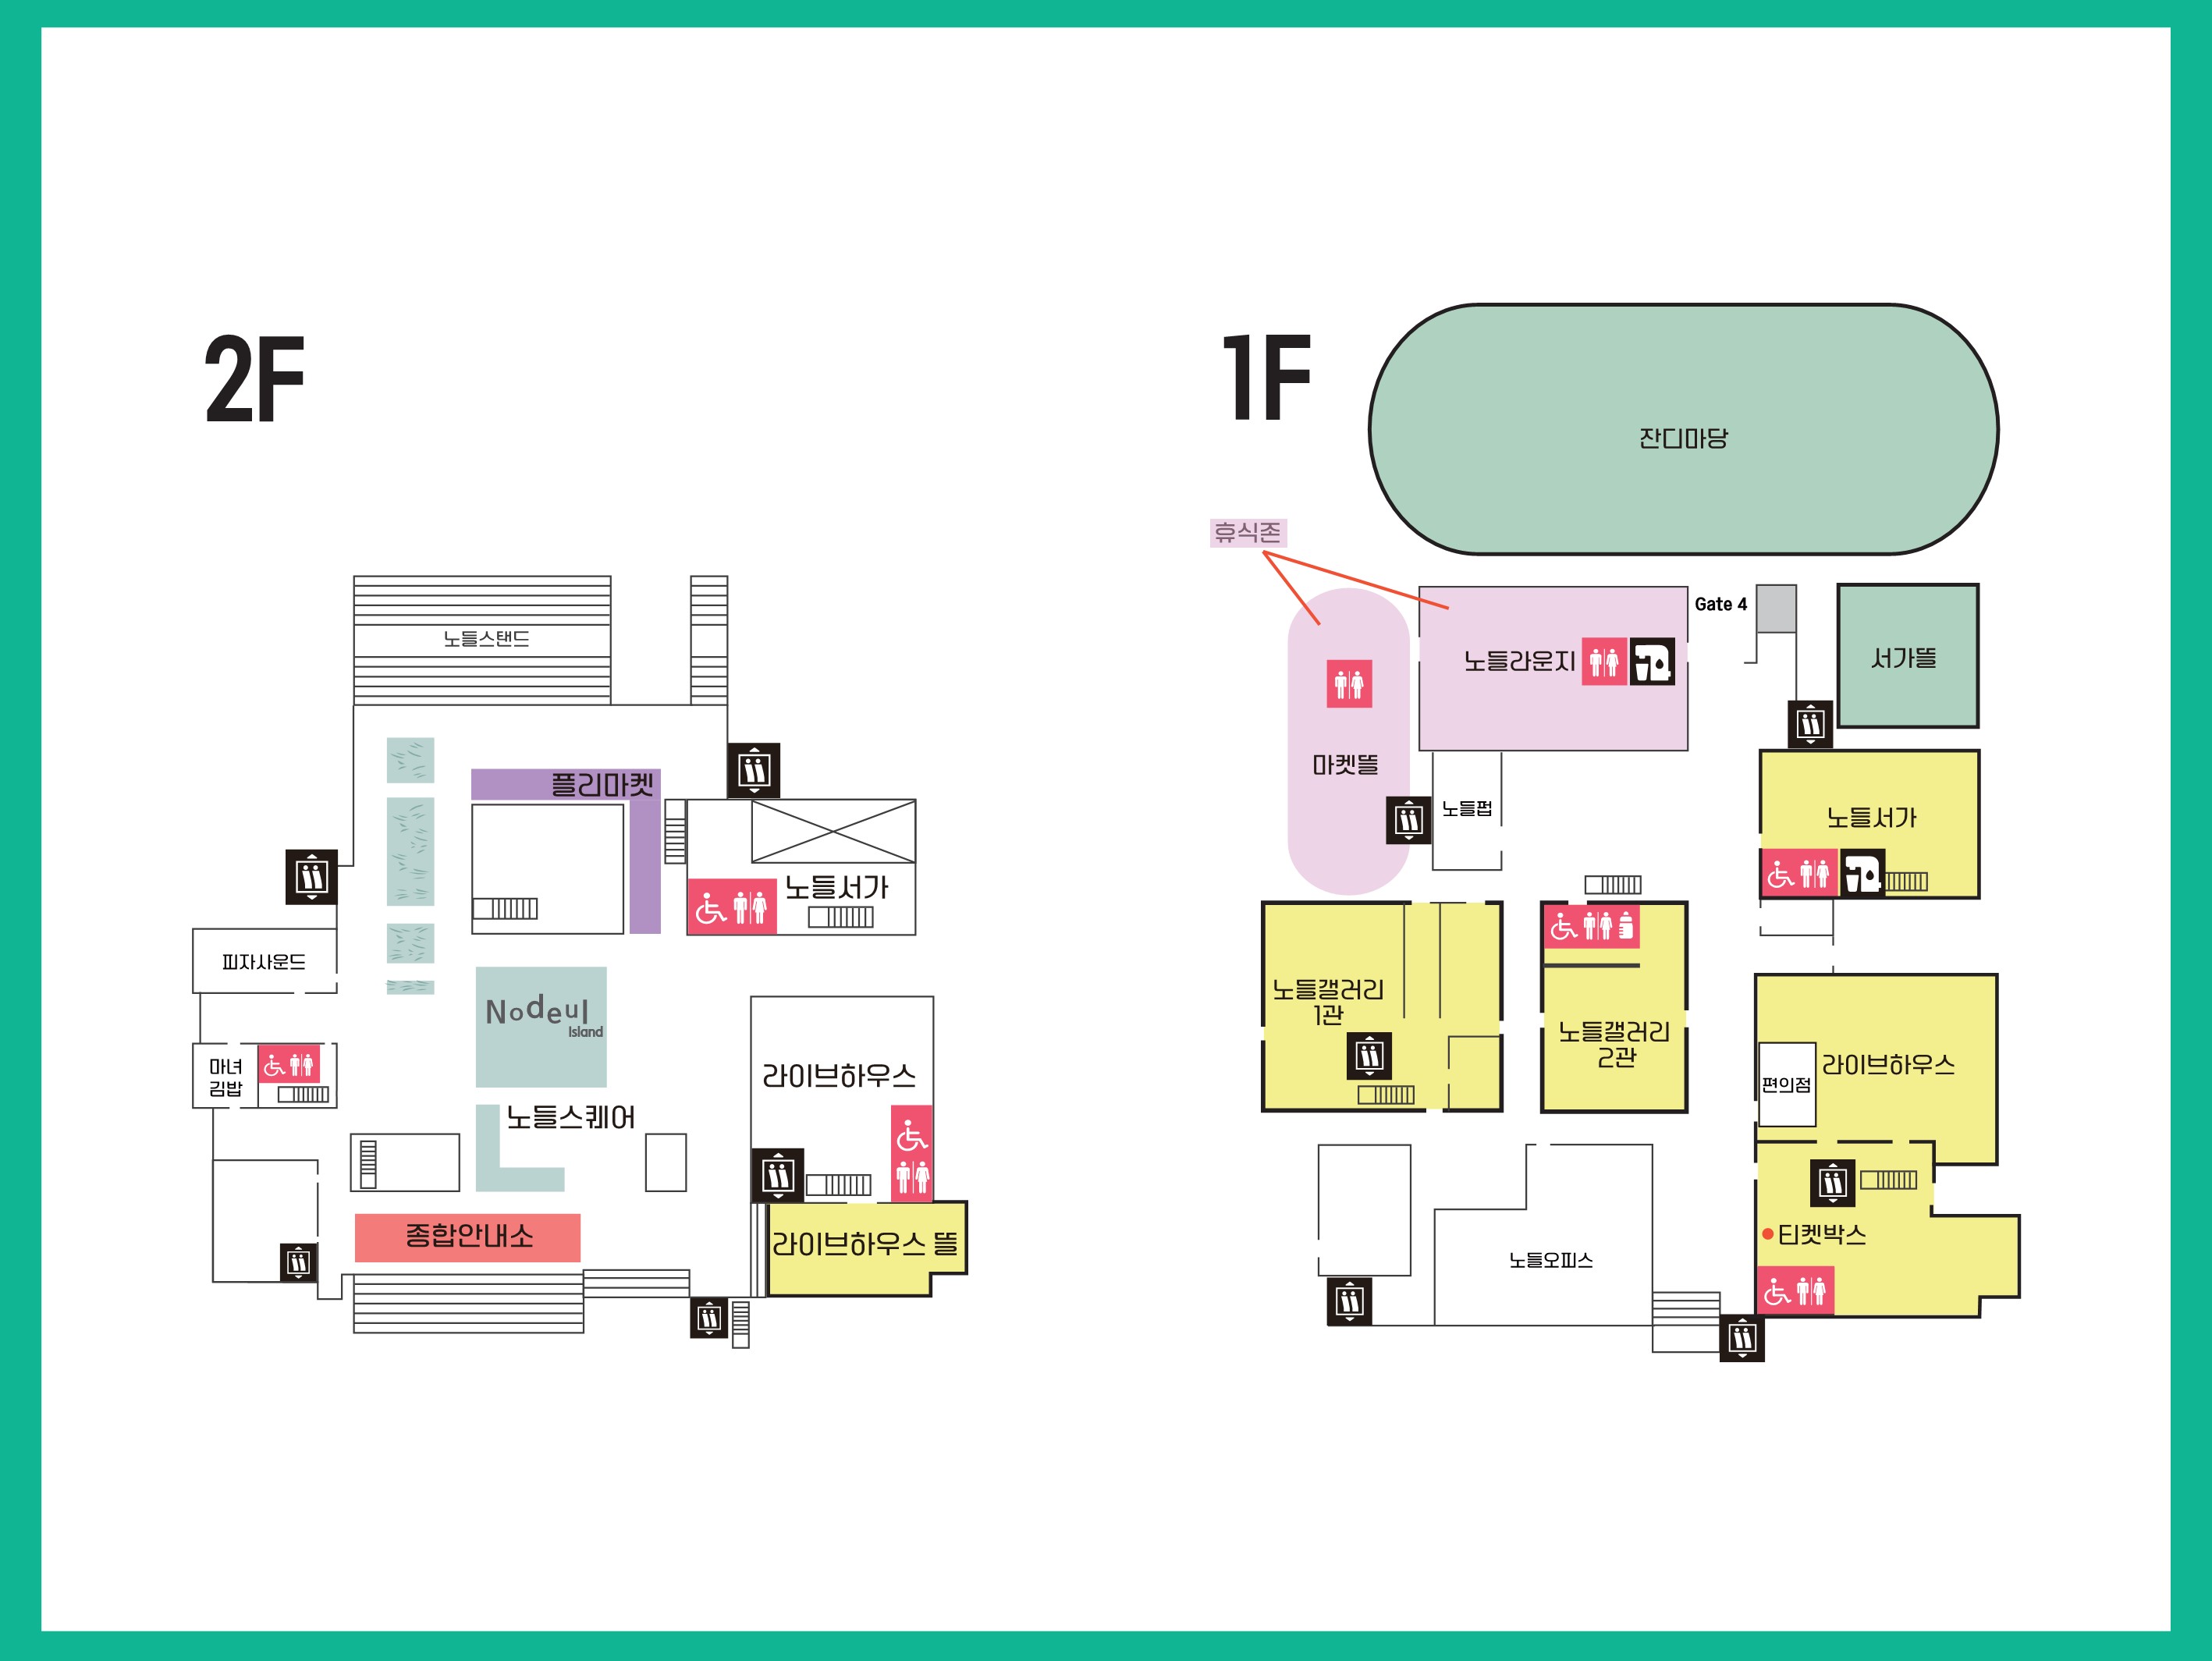 2F
노들스탠드
플리마켓
노들서가
피자사운드
Nodeul
Island
마녀
김밥
라이브하우스
노들스퀘어
종합안내소
라이브하우스 뜰
1F
잔디마당
휴식존
Gate 4
노들라운지
서가뜰
마켓뜰
노들펍
노들서가
노들갤러리
1관
노들갤러리
2관
라이브하우스
편의점
티켓박스
노들오피스